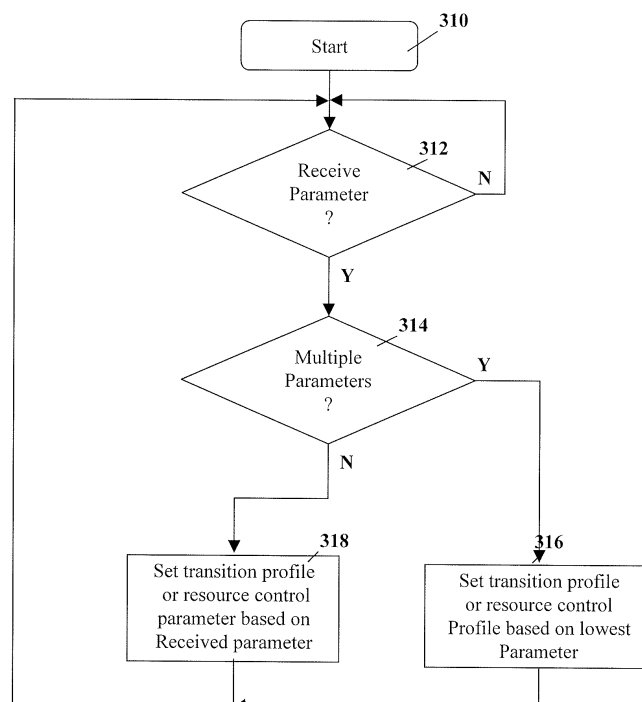 310
Start
312
Receive
Parameter
?
N
Y
314
Multiple
Parameters
?
Y
N
318
Set transition profile
or resource control
parameter based on
Received parameter
316
Set transition profile
or resource control
Profile based on lowest
Parameter